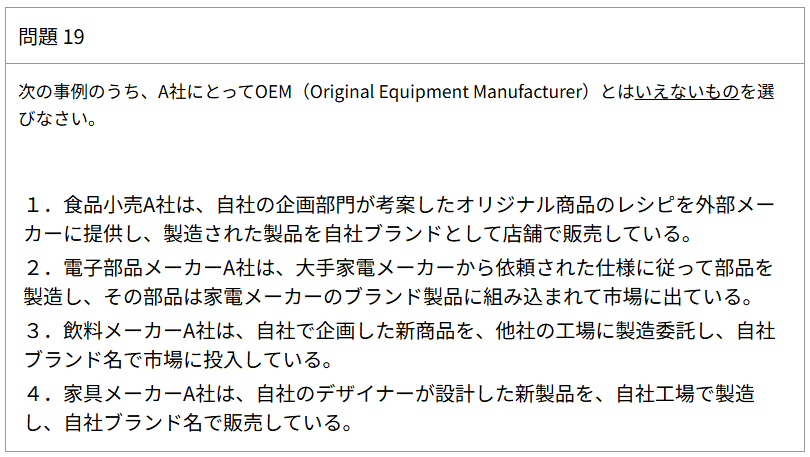 問題 19
次の事例のうち、A社にとってOEM（Original Equipment Manufacturer）とはいえないものを選
びなさい。
１．食品小売A社は、自社の企画部門が考案したオリジナル商品のレシピを外部メー
カーに提供し、製造された製品を自社ブランドとして店舗で販売している。
２．電子部品メーカーA社は、大手家電メーカーから依頼された仕様に従って部品を
製造し、その部品は家電メーカーのブランド製品に組み込まれて市場に出ている。
３．飲料メーカーA社は、自社で企画した新商品を、他社の工場に製造委託し、自社
ブランド名で市場に投入している。
４．家具メーカーA社は、自社のデザイナーが設計した新製品を、自社工場で製造
し、自社ブランド名で販売している。